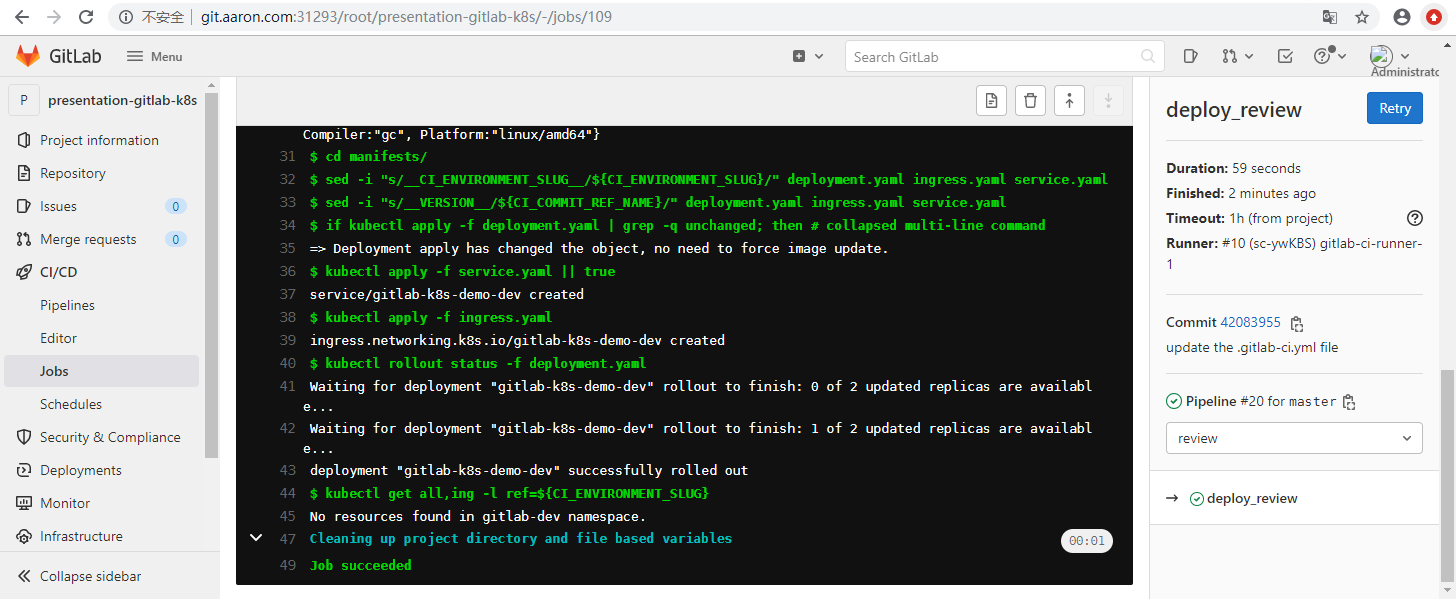 不安全 git.aaron.com:31293/root/presentation-gitlab-k8s/-/jobs/109
GitLab
Menu
Search GitLab
P
presentation-gitlab-k8s
Project information
Repository
Issues
0
Merge requests
0
CI/CD
Pipelines
Editor
Jobs
Schedules
Security & Compliance
Deployments
Monitor
Infrastructure
Collapse sidebar
Compiler:"gc", Platform:"linux/amd64"}
31 $ cd manifests/
32 $ sed -i "s/__CI_ENVIRONMENT_SLUG__/${CI_ENVIRONMENT_SLUG}/" deployment.yaml ingress.yaml service.yaml
33 $ sed -i "s/__VERSION__/${CI_COMMIT_REF_NAME}/" deployment.yaml ingress.yaml service.yaml
34 $ if kubectl apply -f deployment.yaml | grep -q unchanged; then # collapsed multi-line command
35 => Deployment apply has changed the object, no need to force image update.
36 $ kubectl apply -f service.yaml || true
37 service/gitlab-k8s-demo-dev created
38 $ kubectl apply -f ingress.yaml
39 ingress.networking.k8s.io/gitlab-k8s-demo-dev created
40 $ kubectl rollout status -f deployment.yaml
41 Waiting for deployment "gitlab-k8s-demo-dev" rollout to finish: 0 of 2 updated replicas are availabl
e...
42 Waiting for deployment "gitlab-k8s-demo-dev" rollout to finish: 1 of 2 updated replicas are availabl
e...
43 deployment "gitlab-k8s-demo-dev" successfully rolled out
44 $ kubectl get all,ing -l ref=${CI_ENVIRONMENT_SLUG}
45 No resources found in gitlab-dev namespace.
47 Cleaning up project directory and file based variables
00:01
49 Job succeeded
Administrato
deploy_review
Retry
Duration: 59 seconds
Finished: 2 minutes ago
Timeout: 1h (from project)
Runner: #10 (sc-ywKBS) gitlab-ci-runner-
1
Commit 42083955
update the .gitlab-ci.yml file
Pipeline #20 for master
review
deploy_review